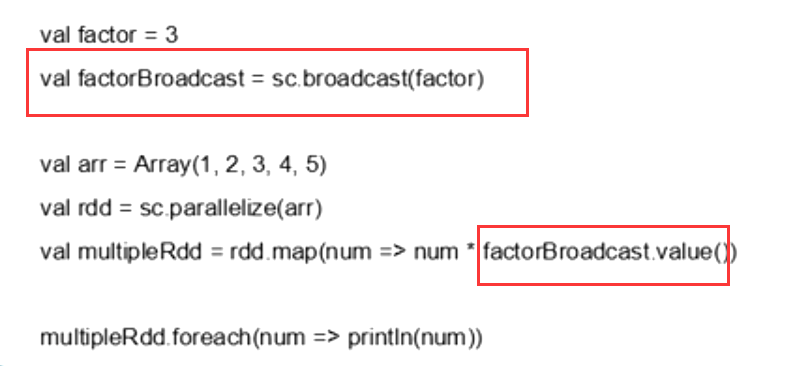 val factor = 3
val factorBroadcast = sc.broadcast(factor)
val arr = Array(1, 2, 3, 4, 5)
val rdd = sc.parallelize(arr)
val multipleRdd = rdd.map(num => num * factorBroadcast.value())
multipleRdd.foreach(num => println(num))